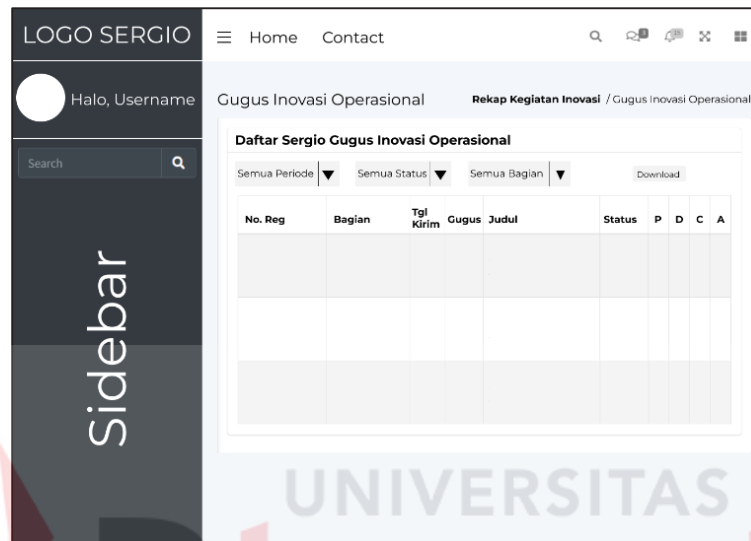 LOGO SERGIO
Home Contact
Halo, Username
Search
Sidebar
Gugus Inovasi Operasional
Rekap Kegiatan Inovasi / Gugus Inovasi Operasional
Daftar Sergio Gugus Inovasi Operasional
Semua Periode Semua Status Semua Bagian Download
No. Reg Bagian Tgl Kirim Gugus Judul Status P D C A
UNIVERSITAS